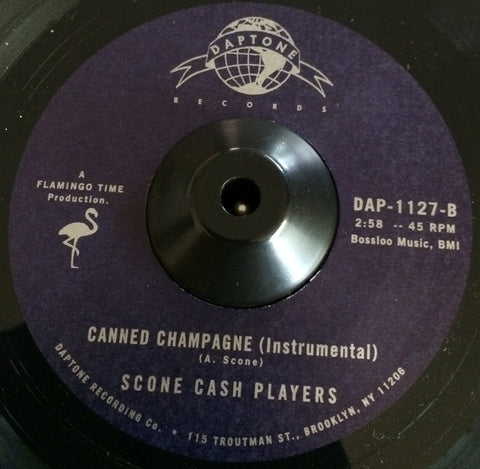 DAPTONE
RECORDS
A
FLAMINGO TIME
Production.
DAP-1127-B
2:58 -- 45 RPM
Bossloo Music, BMI
CANNED CHAMPAGNE (Instrumental)
(A. Scone)
SCONE CASH PLAYERS
DAPTONE RECORDING Co. • 115 TROUTMAN ST., BROOKLYN, NY 11206